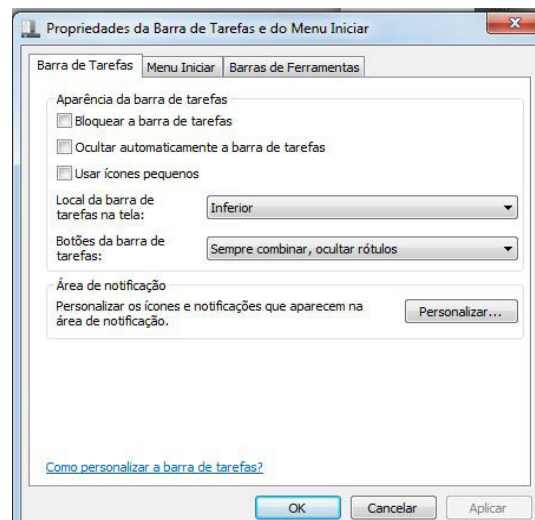 Propriedades da Barra de Tarefas e do Menu Iniciar
Barra de Tarefas
Menu Iniciar
Barras de Ferramentas
Aparência da barra de tarefas
Bloquear a barra de tarefas
Ocultar automaticamente a barra de tarefas
Usar ícones pequenos
Local da barra de
tarefas na tela:
Inferior
Botões da barra de
tarefas:
Sempre combinar, ocultar rótulos
Área de notificação
Personalizar os ícones e notificações que aparecem na
área de notificação.
Personalizar...
Como personalizar a barra de tarefas?
OK
Cancelar
Aplicar